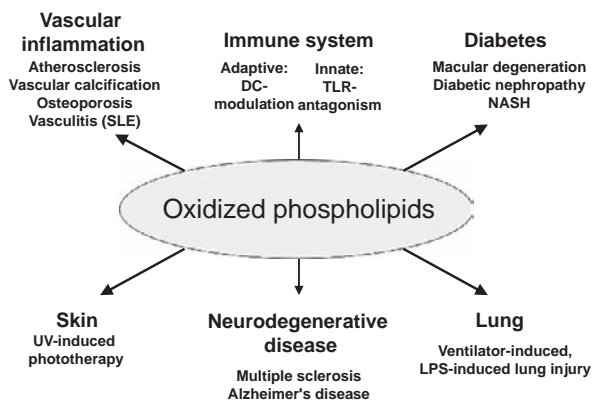 Vascular
inflammation
Atherosclerosis
Vascular calcification
Osteoporosis
Vasculitis (SLE)
Immune system
Adaptive:
DC-
modulation
Innate:
TLR-
antagonism
Diabetes
Macular degeneration
Diabetic nephropathy
NASH
Oxidized phospholipids
Skin
UV-induced
phototherapy
Neurodegenerative
disease
Multiple sclerosis
Alzheimer's disease
Lung
Ventilator-induced,
LPS-induced lung injury